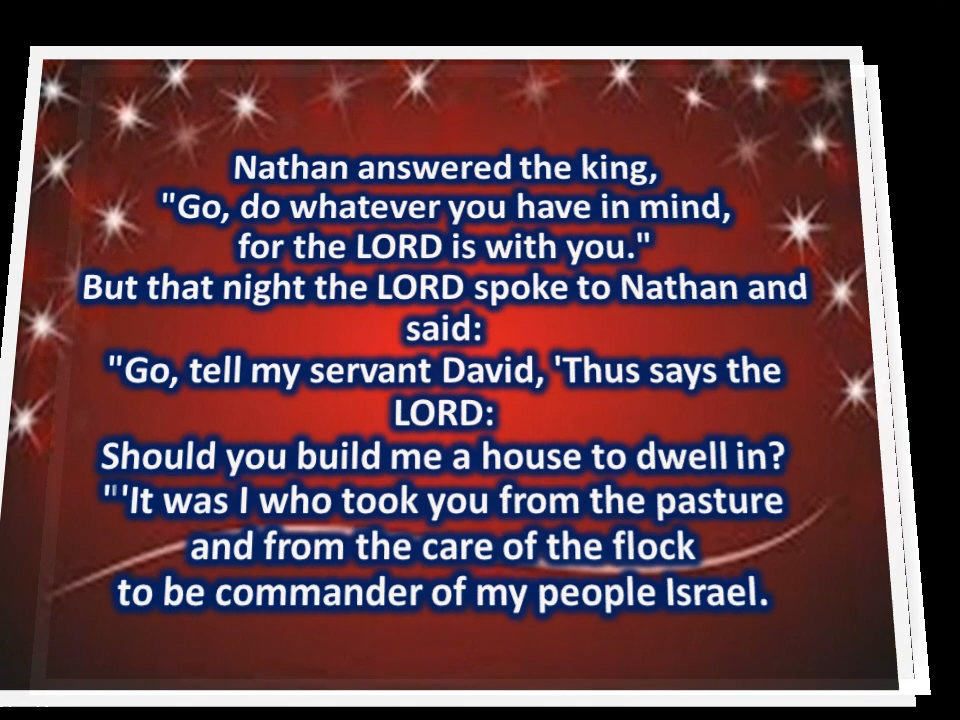 Nathan answered the king,
"Go, do whatever you have in mind,
for the LORD is with you."
But that night the LORD spoke to Nathan and
said:
"Go, tell my servant David, 'Thus says the
LORD:
Should you build me a house to dwell in?
"'It was I who took you from the pasture
and from the care of the flock
to be commander of my people Israel.